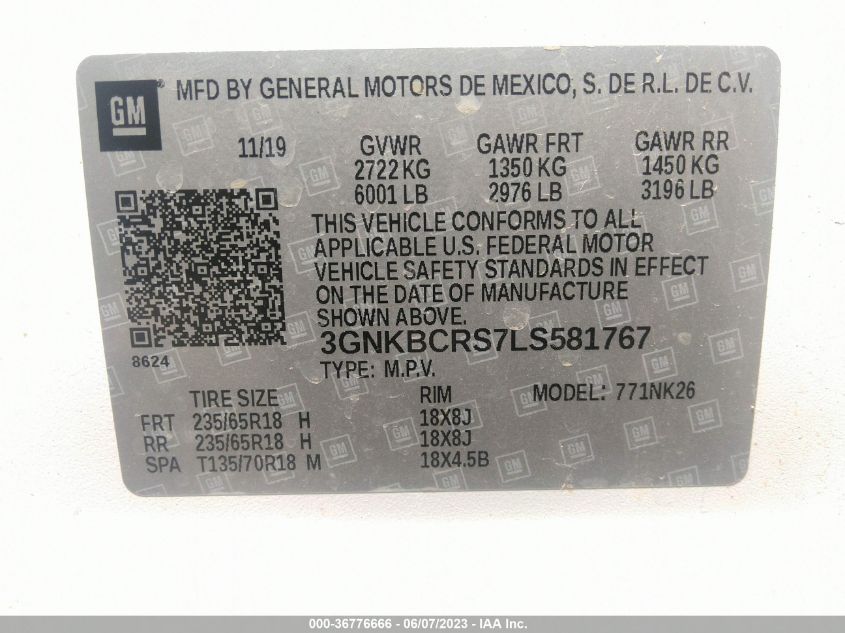 GM
MFD BY GENERAL MOTORS DE MEXICO, S. DE R.L. DE C.V.
11/19 GVWR GAWR FRT GAWR RR
2722 KG 1350 KG 1450 KG
6001 LB 2976 LB 3196 LB
THIS VEHICLE CONFORMS TO ALL
APPLICABLE U.S. FEDERAL MOTOR
VEHICLE SAFETY STANDARDS IN EFFECT
ON THE DATE OF MANUFACTURE
SHOWN ABOVE.
8624
3GNKBCRS7LS581767
TYPE: M.P.V.
TIRE SIZE RIM MODEL: 771NK26
FRT 235/65R18 H 18X8J
RR 235/65R18 H 18X8J
SPA T135/70R18 M 18X4.5B
000-36776666 - 06/07/2023 - IAA Inc.